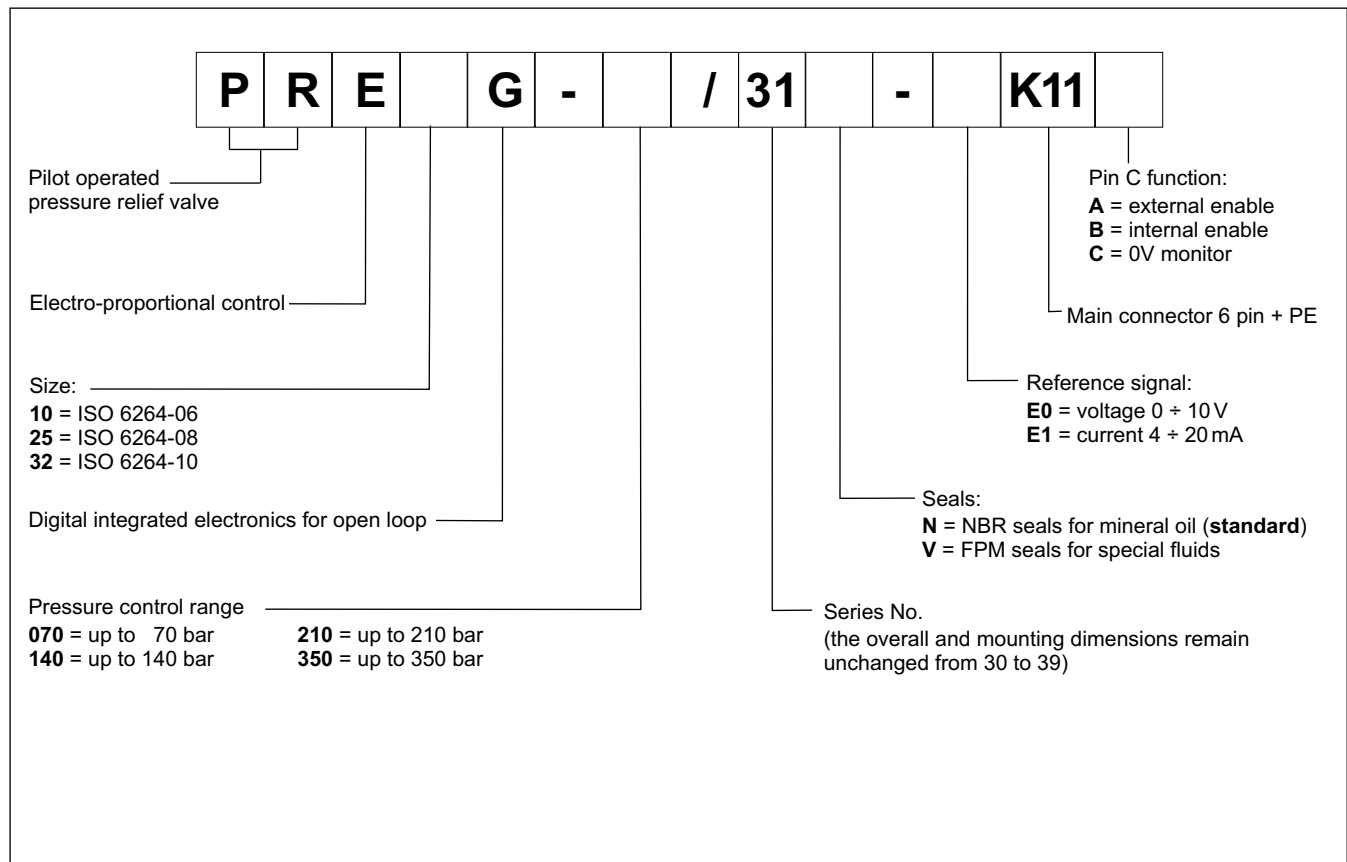 P R E G - / 31 - K11
Pilot operated
pressure relief valve
Electro-proportional control
Size:
10 = ISO 6264-06
25 = ISO 6264-08
32 = ISO 6264-10
Digital integrated electronics for open loop
Pressure control range
070 = up to 70 bar
140 = up to 140 bar
210 = up to 210 bar
350 = up to 350 bar
Pin C function:
A = external enable
B = internal enable
C = 0V monitor
Main connector 6 pin + PE
Reference signal:
E0 = voltage 0 ÷ 10 V
E1 = current 4 ÷ 20 mA
Seals:
N = NBR seals for mineral oil (standard)
V = FPM seals for special fluids
Series No.
(the overall and mounting dimensions remain
unchanged from 30 to 39)